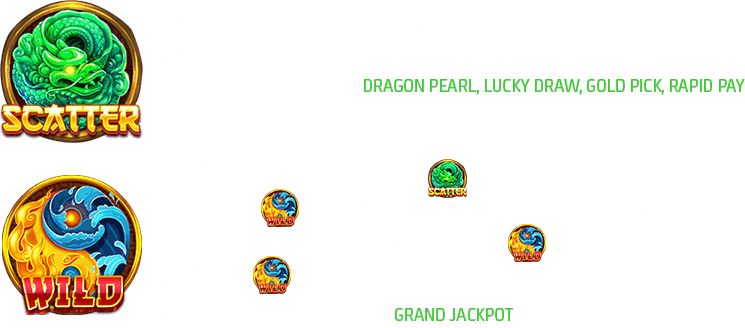 SCATTER
DRAGON PEARL, LUCKY DRAW, GOLD PICK, RAPID PAY
SCATTER
WILD
WILD
WILD
WILD
GRAND JACKPOT